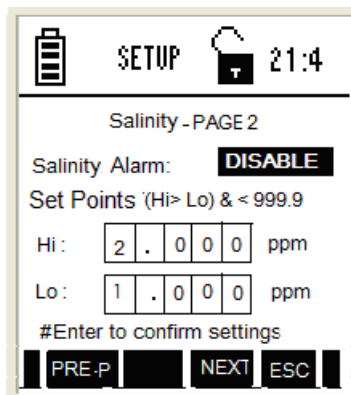 SETUP T 21:4
Salinity - PAGE 2
Salinity Alarm: DISABLE
Set Points (Hi> Lo) & < 999.9
Hi : 2 . 0 0 0 ppm
Lo : 1 . 0 0 0 ppm
#Enter to confirm settings
PRE-P NEXT ESC